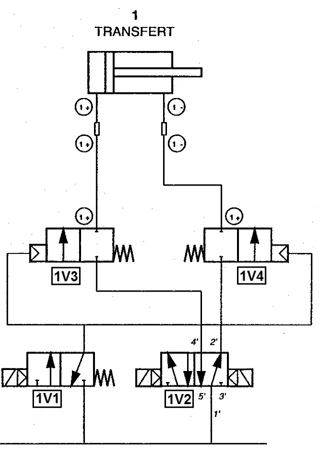 1
TRANSFERT
1+ 1-
1+ 1-
1+ 1+
1V3 1V4
4' 2'
1V1 1V2 5' 3'
1'